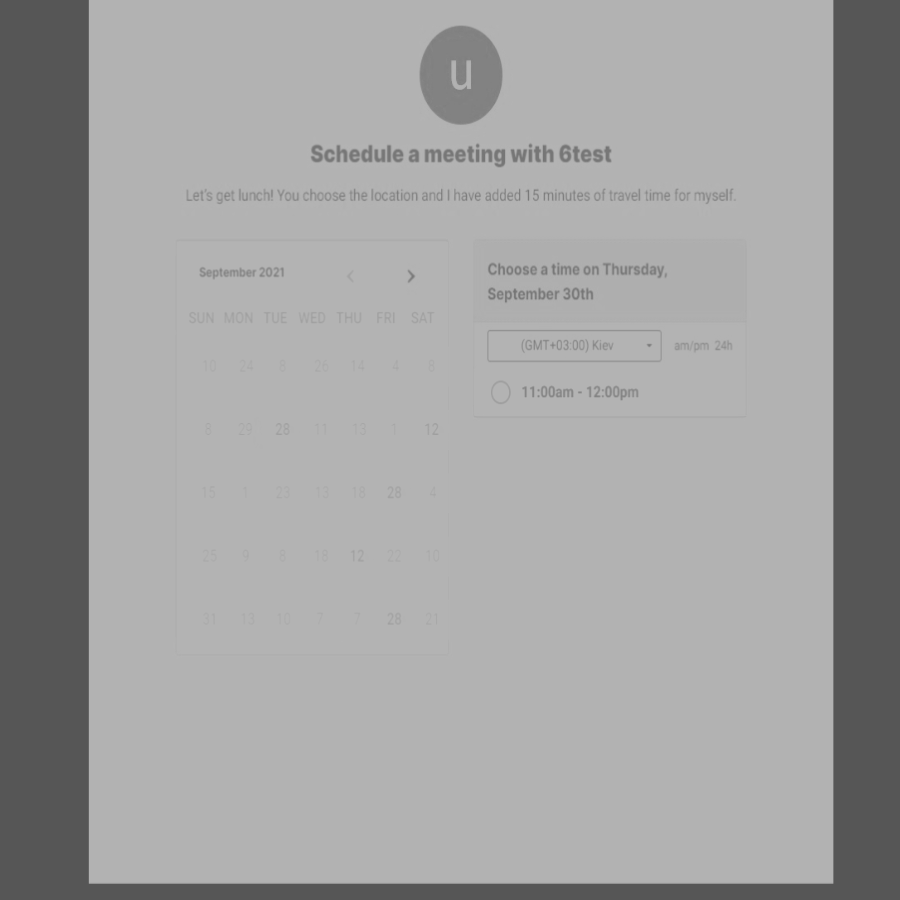 u
Schedule a meeting with 6test
Let's get lunch! You choose the location and I have added 15 minutes of travel time for myself.
September 2021
SUN MON TUE WED THU FRI SAT
10 24 8 26 14 4 8
8 29 28 11 13 1 12
15 1 23 13 18 28 4
25 9 8 18 12 22 10
31 13 10 7 7 28 21
Choose a time on Thursday,
September 30th
(GMT+03:00) Kiev am/pm 24h
11:00am - 12:00pm